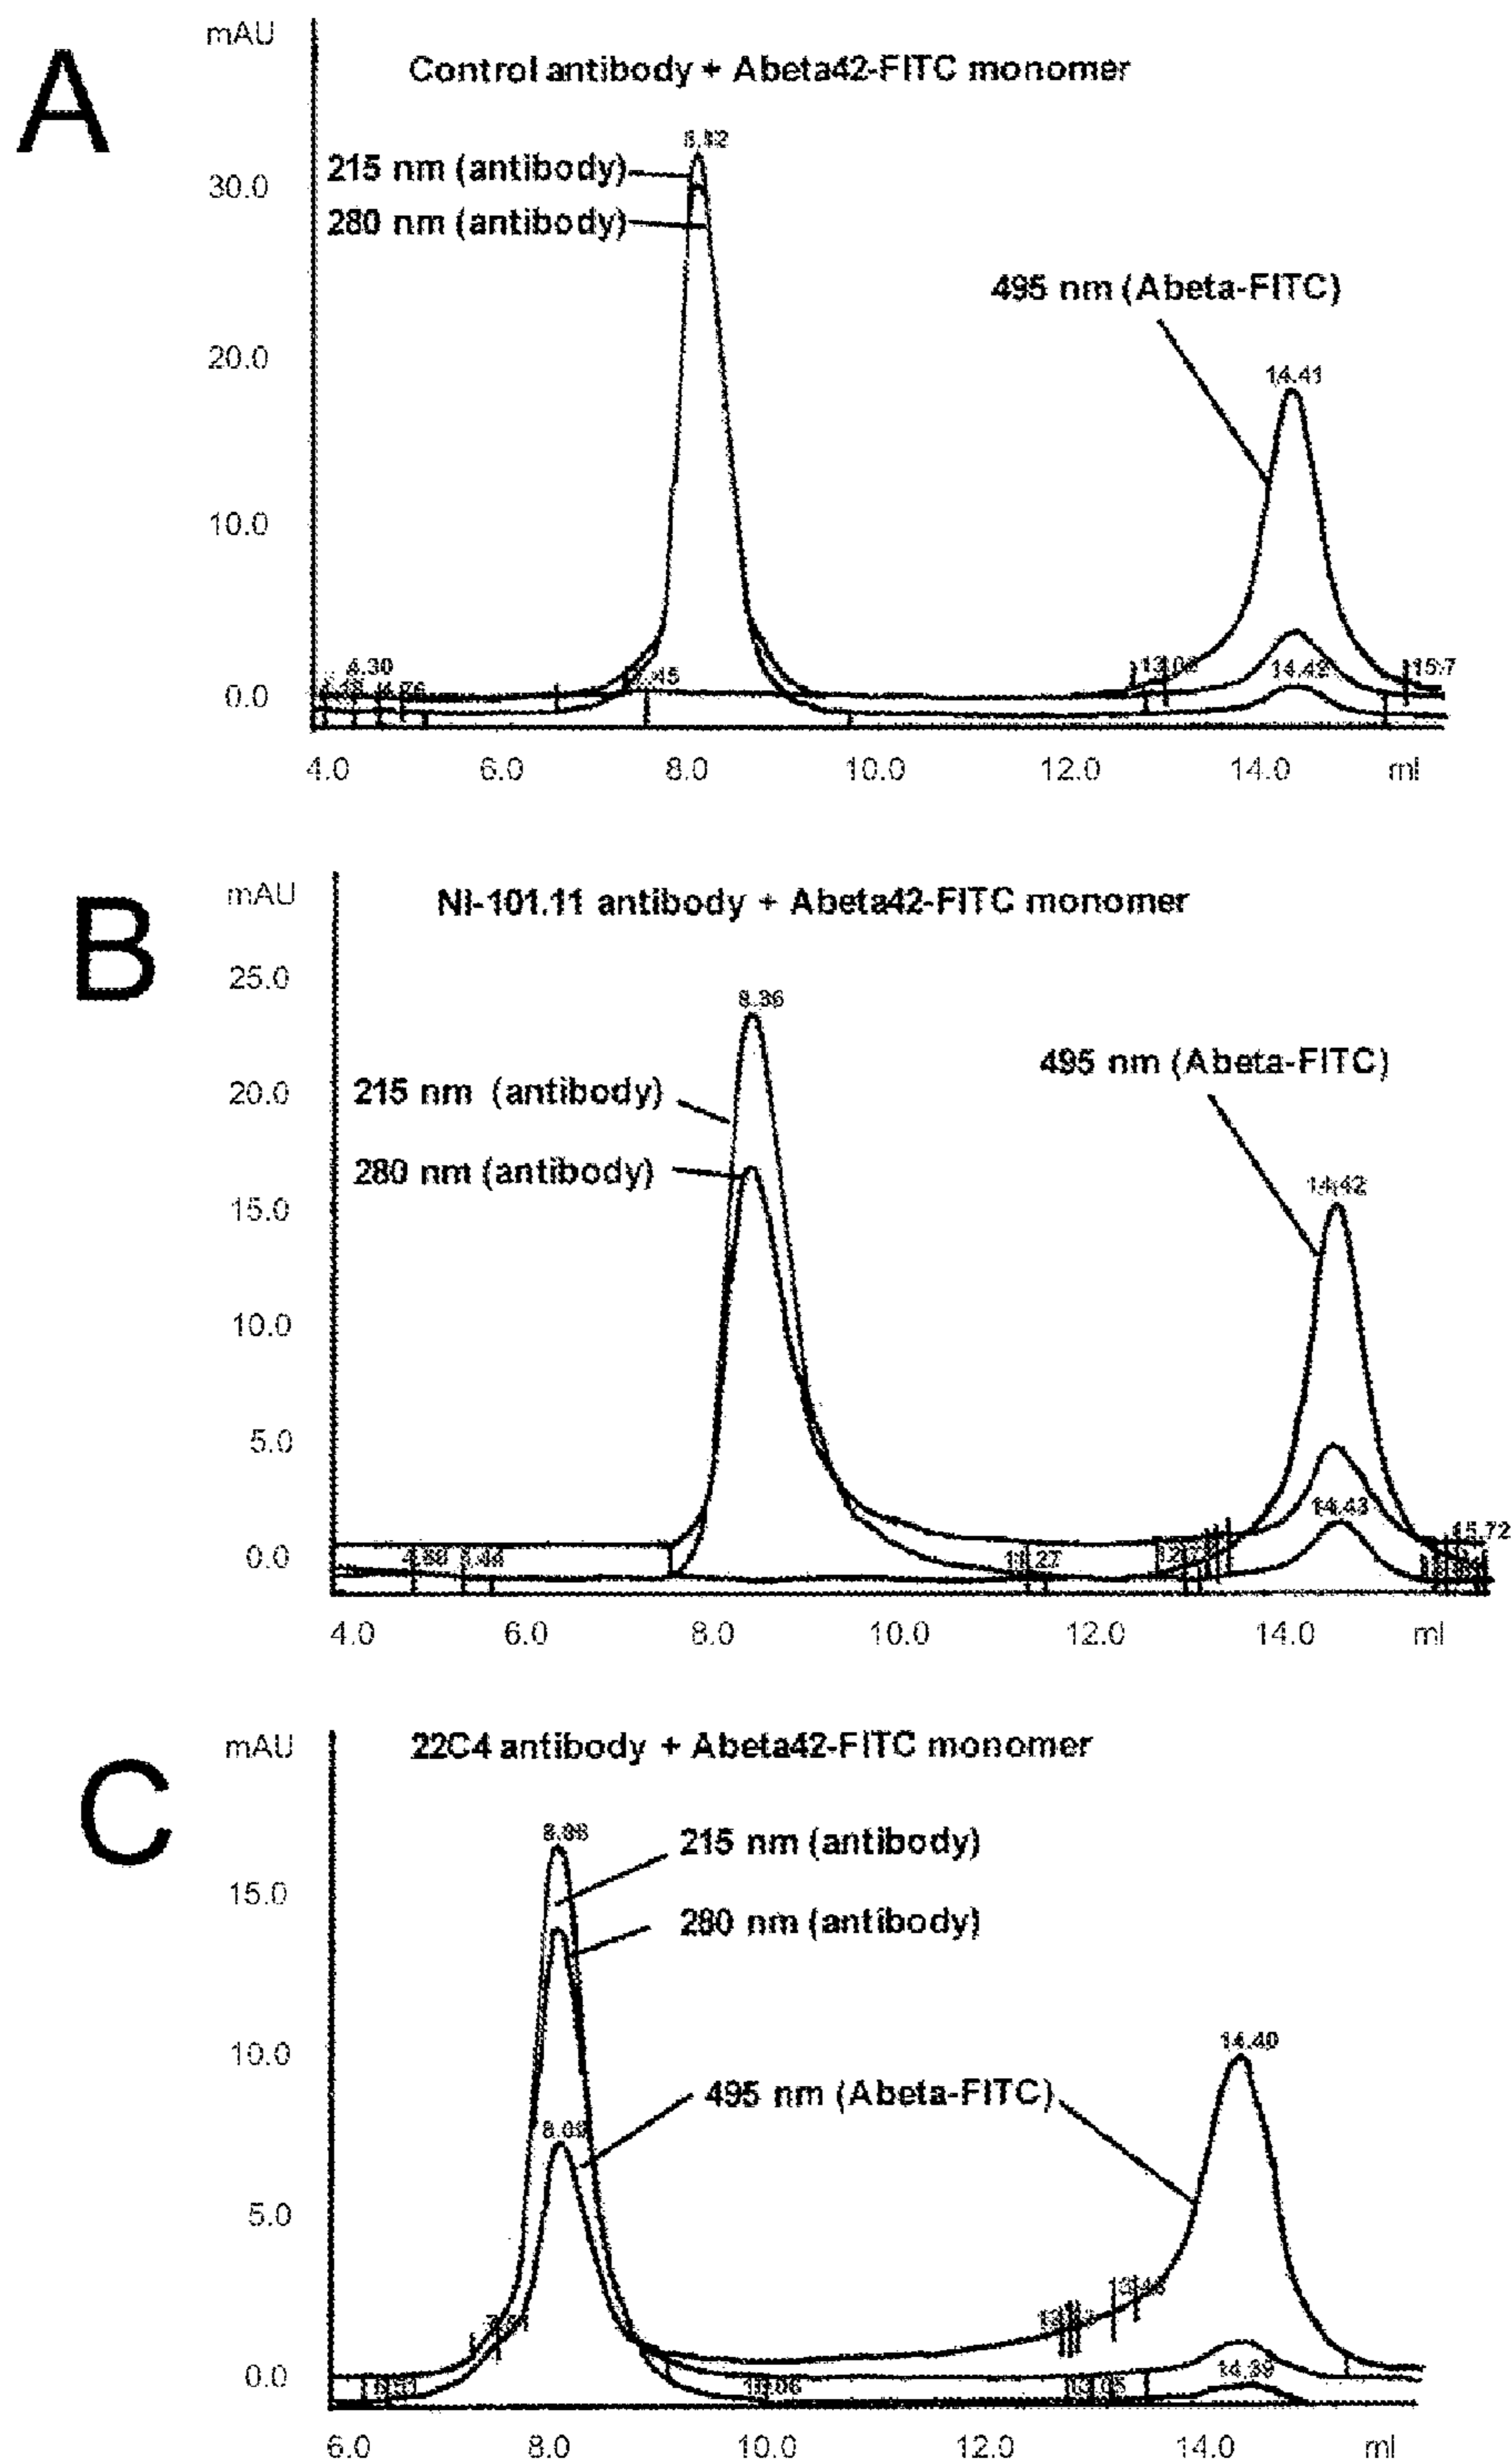 A
mAU
Control antibody + Abeta42-FITC monomer
215 nm (antibody)
30.0
280 nm (antibody)
495 nm (Abeta-FITC)
20.0
14.41
10.0
4.30
0.0
4.0 6.0 8.0 10.0 12.0 14.0 ml
B
mAU
NI-101.11 antibody + Abeta42-FITC monomer
25.0
8.36
495 nm (Abeta-FITC)
20.0
215 nm (antibody)
280 nm (antibody)
15.0
14.42
10.0
5.0
14.43
15.72
0.0
4.0 6.0 8.0 10.0 12.0 14.0 ml
C
mAU
22C4 antibody + Abeta42-FITC monomer
215 nm (antibody)
15.0
280 nm (antibody)
14.40
10.0
495 nm (Abeta-FITC)
5.0
14.39
0.0
6.0 8.0 10.0 12.0 14.0 ml